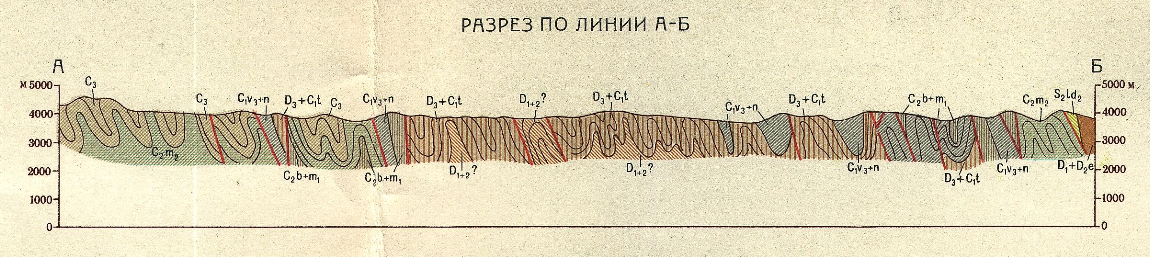 РАЗРЕЗ ПО ЛИНИИ А-Б
А Б
м 5000 5000 м.
C₃
C₃ C₁v₃+n D₃+C₁t C₃ C₁v₃+n D₃+C₁t D₁₊₂? D₃+C₁t C₁v₃+n D₃+C₁t C₂b+m₁ C₂m₂ S₂ld₂
4000 4000
3000 3000
C₂m₂
D₁₊₂? D₁₊₂? C₁v₃+n C₁v₃+n D₁+D₂e
2000 2000
C₂b+m₁ C₂b+m₁ D₃+C₁t
1000 1000
0 0